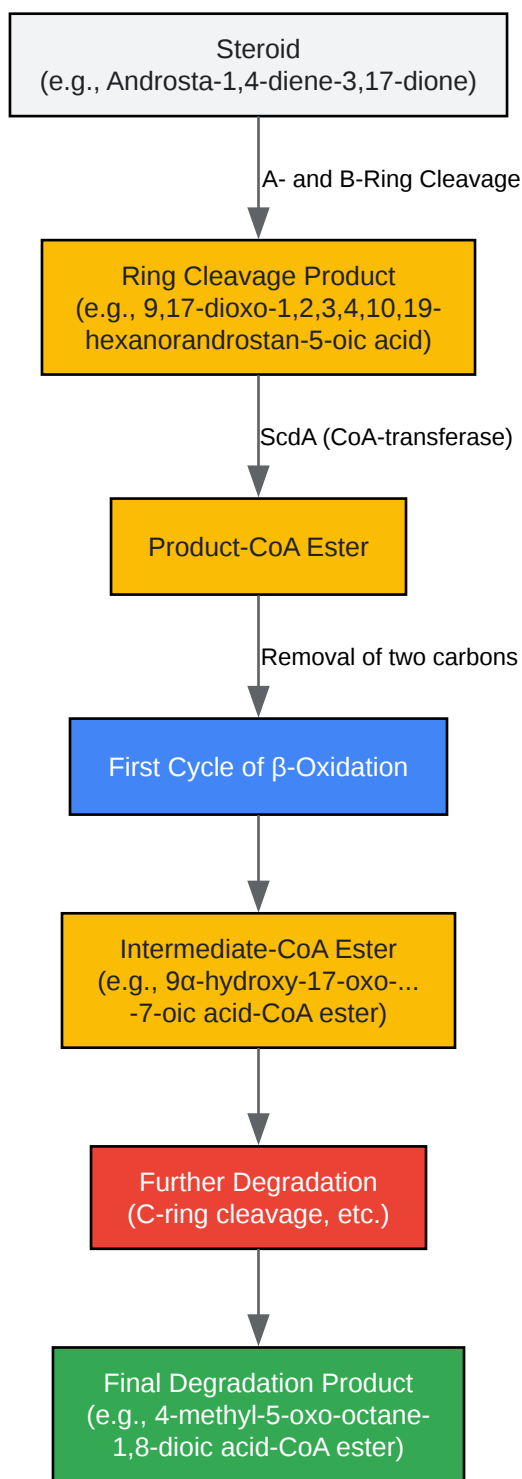 Steroid
(e.g., Androsta-1,4-diene-3,17-dione)
A- and B-Ring Cleavage
Ring Cleavage Product
(e.g., 9,17-dioxo-1,2,3,4,10,19-
hexanorandrostan-5-oic acid)
ScdA (CoA-transferase)
Product-CoA Ester
Removal of two carbons
First Cycle of β-Oxidation
Intermediate-CoA Ester
(e.g., 9α-hydroxy-17-oxo-...
-7-oic acid-CoA ester)
Further Degradation
(C-ring cleavage, etc.)
Final Degradation Product
(e.g., 4-methyl-5-oxo-octane-
1,8-dioic acid-CoA ester)